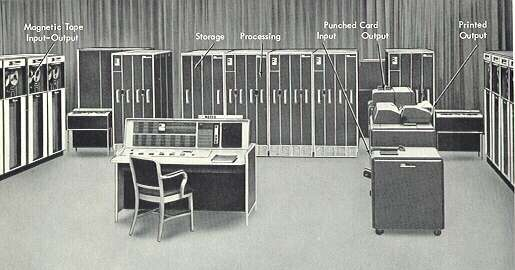 Magnetic Tape
Input-Output
Storage
Processing
Punched Card
Input
Output
Printed
Output